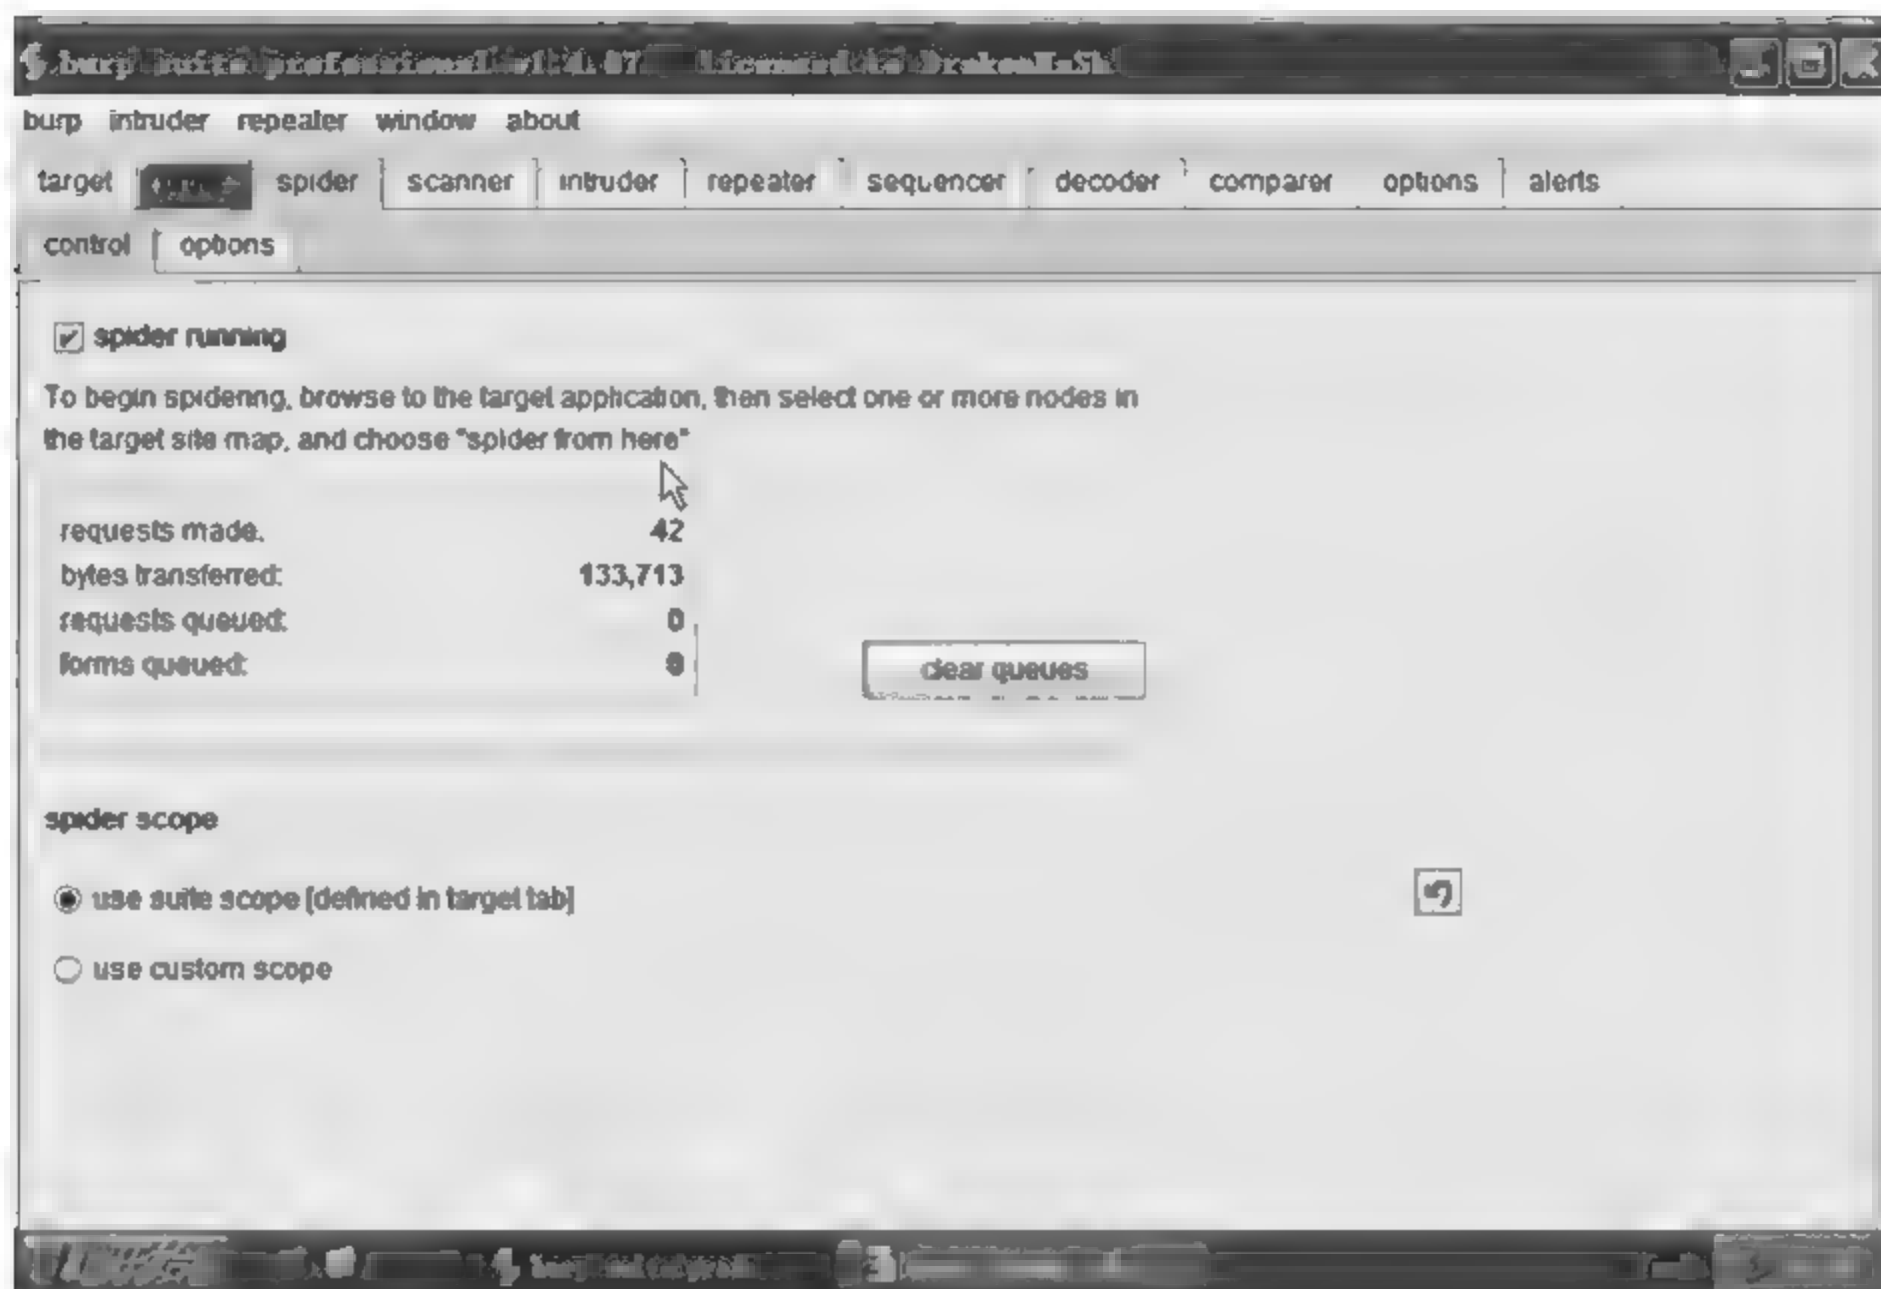 burp suite professional
burp intruder repeater window about
target spider scanner intruder repeater sequencer decoder comparer options alerts
control options
spider running
To begin spidering, browse to the target application, then select one or more nodes in
the target site map, and choose "spider from here"
requests made: 42
bytes transferred: 133,713
requests queued: 0
forms queued: 0
clear queues
spider scope
use suite scope [defined in target tab]
use custom scope